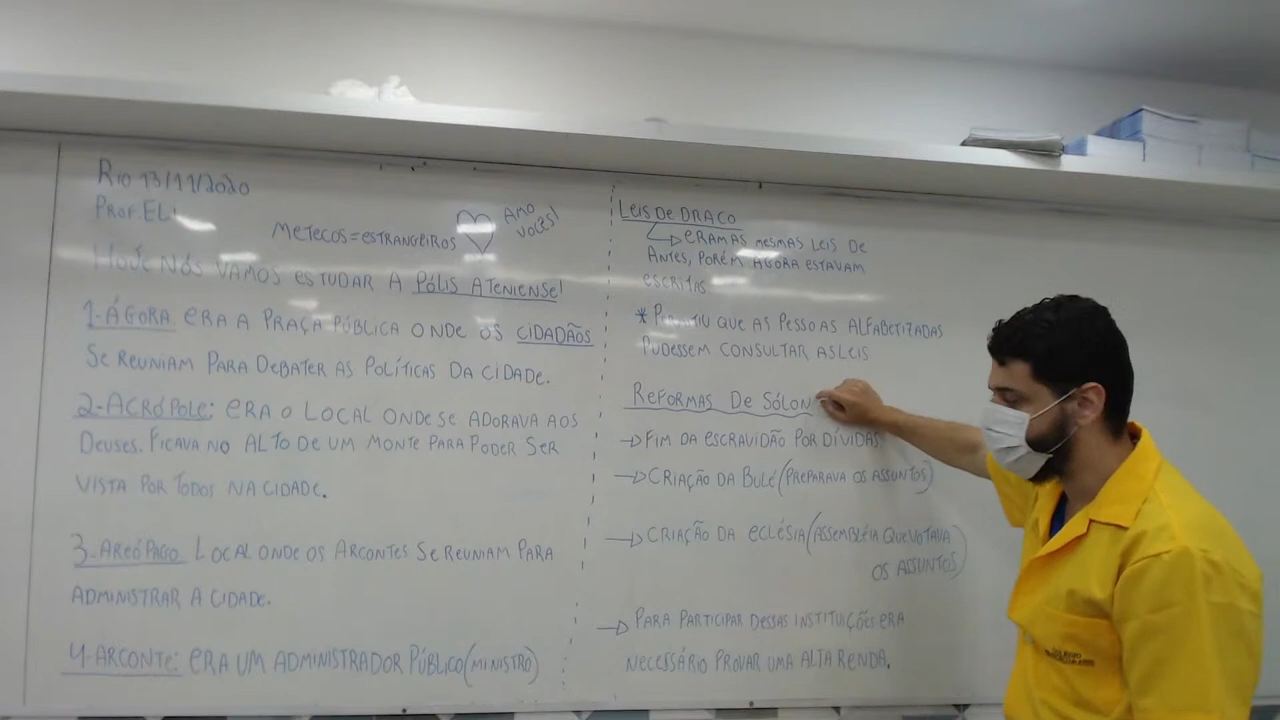 Rio 13/11/2020
Prof. Eli
METECOS = ESTRANGEIROS
AMO
VOCÊS!
HOJE NÓS VAMOS ESTUDAR A PÓLIS ATENIENSE!
1-ÁGORA ERA A PRAÇA PÚBLICA ONDE OS CIDADÃOS
SE REUNIAM PARA DEBATER AS POLÍTICAS DA CIDADE.
2-ACRÓPOLE: ERA O LOCAL ONDE SE ADORAVA AOS
DEUSES. FICAVA NO ALTO DE UM MONTE PARA PODER SER
VISTA POR TODOS NA CIDADE.
3-AREÓPAGO LOCAL ONDE OS ARCONTES SE REUNIAM PARA
ADMINISTRAR A CIDADE.
4-ARCONTE: ERA UM ADMINISTRADOR PÚBLICO (MINISTRO)
LEIS DE DRACO
→ ERAM AS MESMAS LEIS DE
ANTES, PORÉM AGORA ESTAVAM
ESCRITAS
* PERMITIU QUE AS PESSOAS ALFABETIZADAS
PUDESSEM CONSULTAR AS LEIS
REFORMAS DE SÓLON
→ FIM DA ESCRAVIDÃO POR DÍVIDAS
→ CRIAÇÃO DA BULÉ (PREPARAVA OS ASSUNTOS)
→ CRIAÇÃO DA ECLÉSIA (ASSEMBLÉIA QUE VOTAVA
OS ASSUNTOS)
→ PARA PARTICIPAR DESSAS INSTITUIÇÕES ERA
NECESSÁRIO PROVAR UMA ALTA RENDA.